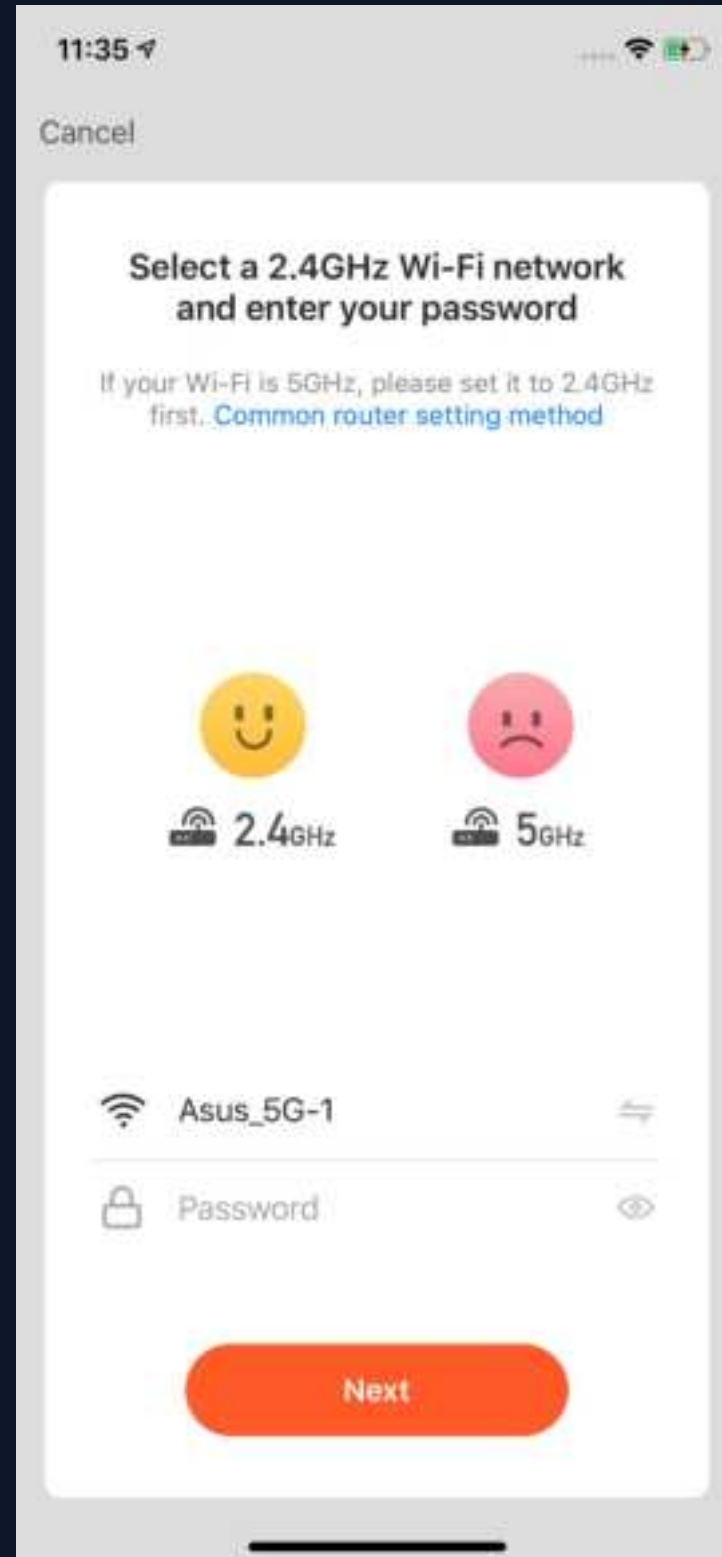 11:35
Cancel
Select a 2.4GHz Wi-Fi network
and enter your password
If your Wi-Fi is 5GHz, please set it to 2.4GHz
first. Common router setting method
2.4GHz
5GHz
Asus_5G-1
Password
Next